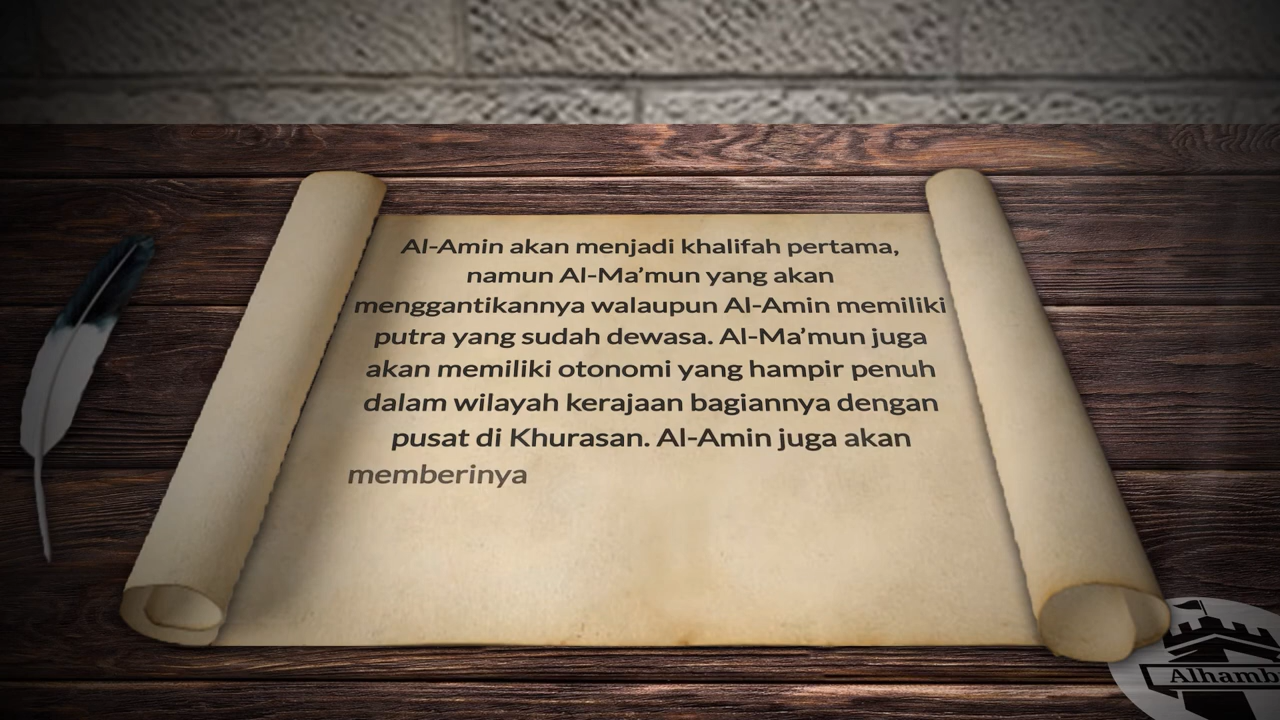 Al-Amin akan menjadi khalifah pertama,
namun Al-Ma’mun yang akan
menggantikannya walaupun Al-Amin memiliki
putra yang sudah dewasa. Al-Ma’mun juga
akan memiliki otonomi yang hampir penuh
dalam wilayah kerajaan bagiannya dengan
pusat di Khurasan. Al-Amin juga akan
memberinya
Alhamb